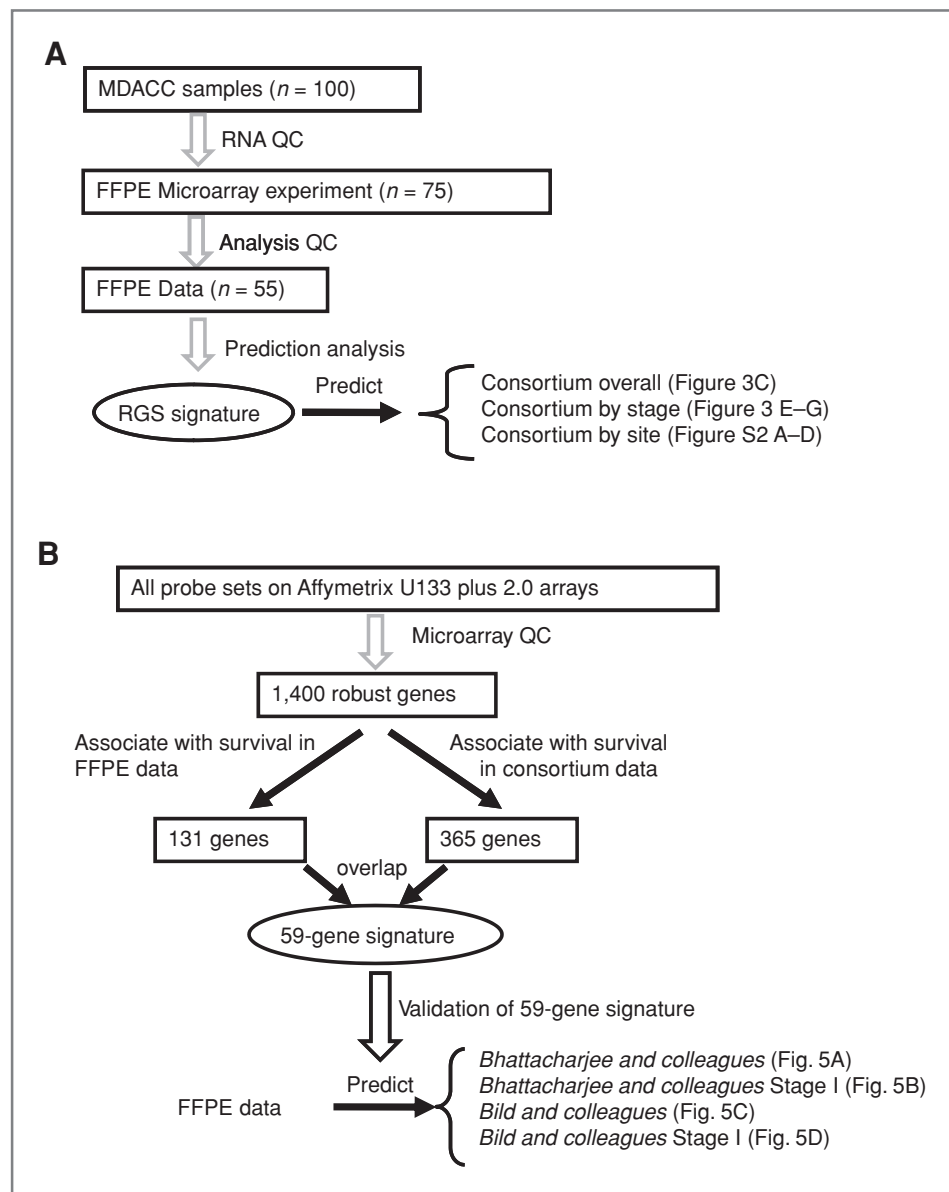 A
MDACC samples (n = 100)
RNA QC
FFPE Microarray experiment (n = 75)
Analysis QC
FFPE Data (n = 55)
Prediction analysis
RGS signature
Predict
Consortium overall (Figure 3C)
Consortium by stage (Figure 3 E–G)
Consortium by site (Figure S2 A–D)
B
All probe sets on Affymetrix U133 plus 2.0 arrays
Microarray QC
1,400 robust genes
Associate with survival in
FFPE data
Associate with survival
in consortium data
131 genes
365 genes
overlap
59-gene signature
Validation of 59-gene signature
FFPE data
Predict
Bhattacharjee and colleagues (Fig. 5A)
Bhattacharjee and colleagues Stage I (Fig. 5B)
Bild and colleagues (Fig. 5C)
Bild and colleagues Stage I (Fig. 5D)